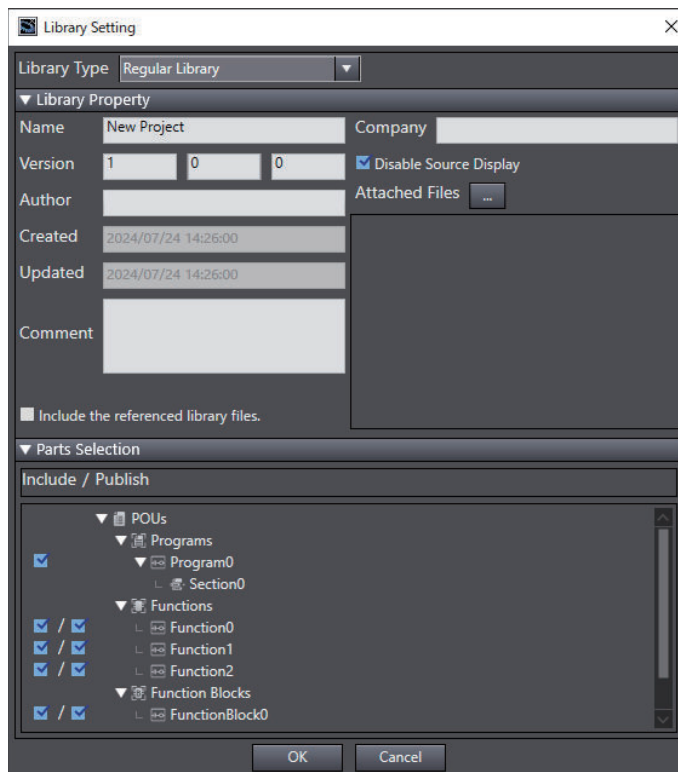 Library Setting
Library Type Regular Library
Library Property
Name New Project Company
Version 1 0 0 Disable Source Display
Author Attached Files ...
Created 2024/07/24 14:26:00
Updated 2024/07/24 14:26:00
Comment
Include the referenced library files.
Parts Selection
Include / Publish
POUs
Programs
Program0
Section0
Functions
/ Function0
/ Function1
/ Function2
Function Blocks
/ FunctionBlock0
OK Cancel